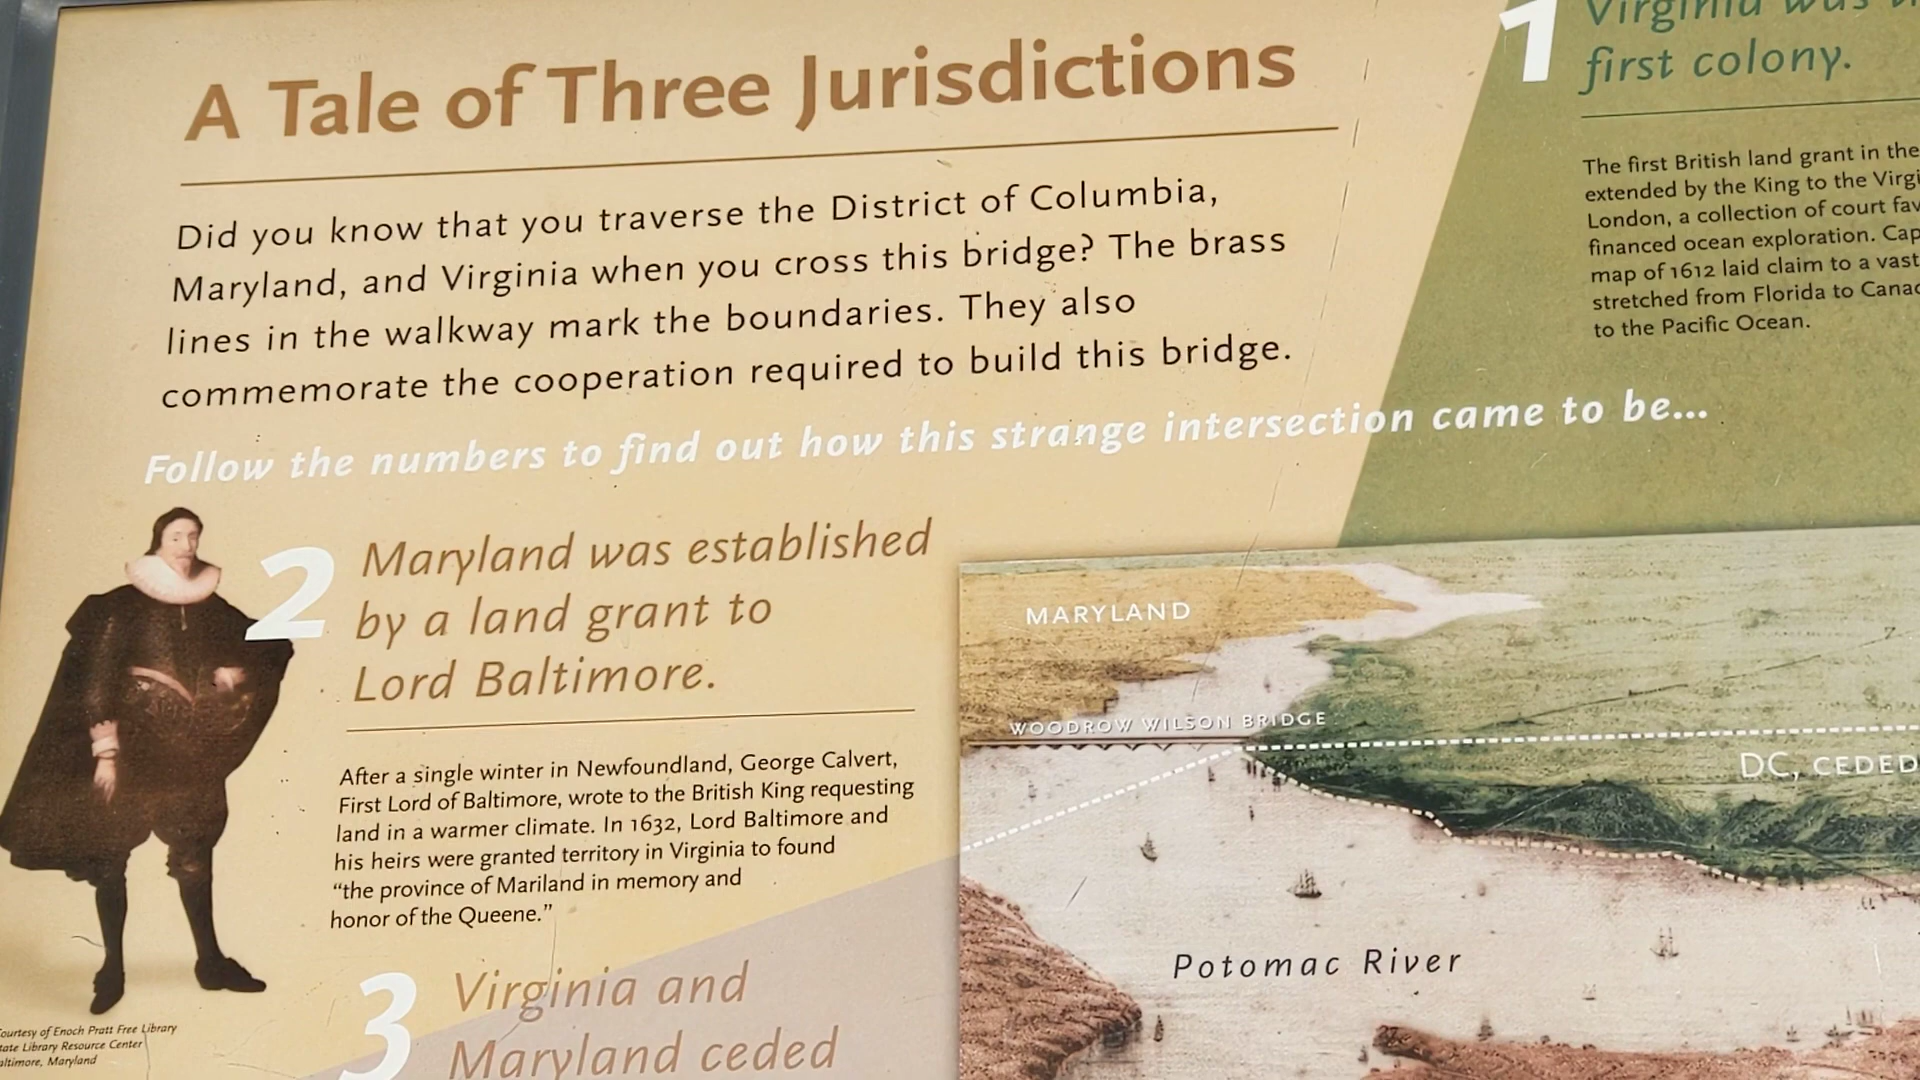 A Tale of Three Jurisdictions
Did you know that you traverse the District of Columbia,
Maryland, and Virginia when you cross this bridge? The brass
lines in the walkway mark the boundaries. They also
commemorate the cooperation required to build this bridge.
Follow the numbers to find out how this strange intersection came to be...
1
Virginia was
first colony.
The first British land grant in the
extended by the King to the
London, a collection of court
financed ocean exploration.
map of 1612 laid claim to a vast
stretched from Florida to
to the Pacific Ocean.
2
Maryland was established
by a land grant to
Lord Baltimore.
After a single winter in Newfoundland, George Calvert,
First Lord of Baltimore, wrote to the British King requesting
land in a warmer climate. In 1632, Lord Baltimore and
his heirs were granted territory in Virginia to found
“the province of Mariland in memory and
honor of the Queene.”
of Enoch Pratt Free Library
Library Resource Center
Maryland
3
Virginia and
Maryland ceded
MARYLAND
WOODROW WILSON BRIDGE
DC, CEDED
Potomac River